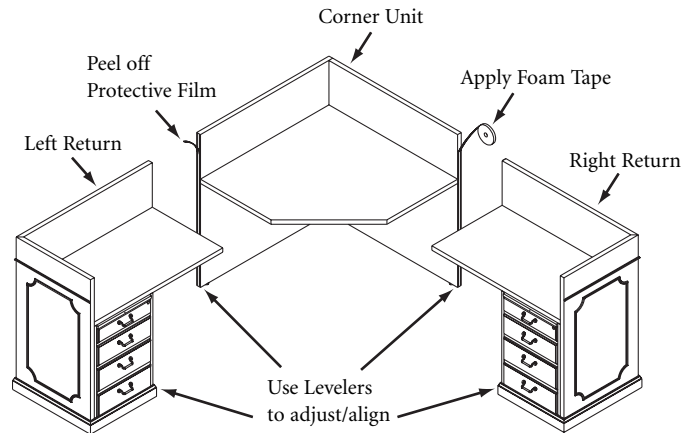 Corner Unit
Peel off
Protective Film
Apply Foam Tape
Left Return
Right Return
Use Levelers
to adjust/align